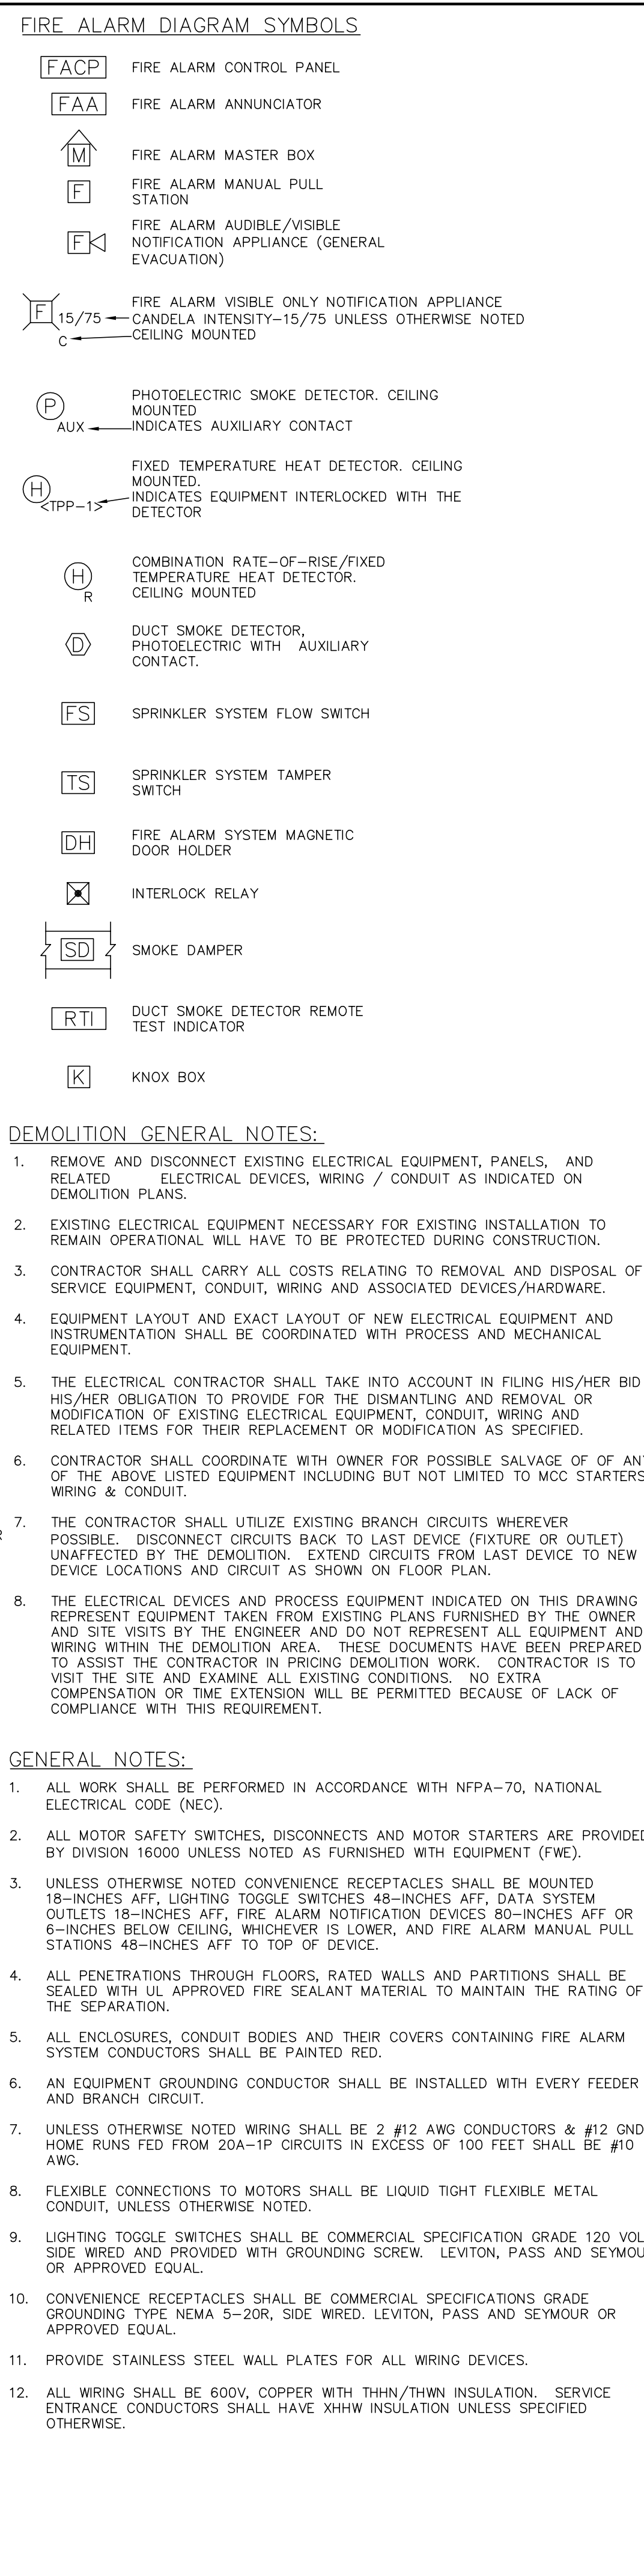 FIRE ALARM DIAGRAM SYMBOLS
FACP FIRE ALARM CONTROL PANEL
FAA FIRE ALARM ANNUNCIATOR
M FIRE ALARM MASTER BOX
F FIRE ALARM MANUAL PULL
STATION
FIRE ALARM AUDIBLE/VISIBLE
F NOTIFICATION APPLIANCE (GENERAL
EVACUATION)
F FIRE ALARM VISIBLE ONLY NOTIFICATION APPLIANCE
15/75 CANDELA INTENSITY-15/75 UNLESS OTHERWISE NOTED
C CEILING MOUNTED
P PHOTOELECTRIC SMOKE DETECTOR. CEILING
MOUNTED
AUX INDICATES AUXILIARY CONTACT
FIXED TEMPERATURE HEAT DETECTOR. CEILING
H MOUNTED.
<TPP-1> INDICATES EQUIPMENT INTERLOCKED WITH THE
DETECTOR
COMBINATION RATE-OF-RISE/FIXED
H TEMPERATURE HEAT DETECTOR.
R CEILING MOUNTED
DUCT SMOKE DETECTOR,
D PHOTOELECTRIC WITH AUXILIARY
CONTACT.
FS SPRINKLER SYSTEM FLOW SWITCH
TS SPRINKLER SYSTEM TAMPER
SWITCH
DH FIRE ALARM SYSTEM MAGNETIC
DOOR HOLDER
INTERLOCK RELAY
SD SMOKE DAMPER
RTI DUCT SMOKE DETECTOR REMOTE
TEST INDICATOR
K KNOX BOX
DEMOLITION GENERAL NOTES:
1. REMOVE AND DISCONNECT EXISTING ELECTRICAL EQUIPMENT, PANELS, AND
RELATED ELECTRICAL DEVICES, WIRING / CONDUIT AS INDICATED ON
DEMOLITION PLANS.
2. EXISTING ELECTRICAL EQUIPMENT NECESSARY FOR EXISTING INSTALLATION TO
REMAIN OPERATIONAL WILL HAVE TO BE PROTECTED DURING CONSTRUCTION.
3. CONTRACTOR SHALL CARRY ALL COSTS RELATING TO REMOVAL AND DISPOSAL OF
SERVICE EQUIPMENT, CONDUIT, WIRING AND ASSOCIATED DEVICES/HARDWARE.
4. EQUIPMENT LAYOUT AND EXACT LAYOUT OF NEW ELECTRICAL EQUIPMENT AND
INSTRUMENTATION SHALL BE COORDINATED WITH PROCESS AND MECHANICAL
EQUIPMENT.
5. THE ELECTRICAL CONTRACTOR SHALL TAKE INTO ACCOUNT IN FILING HIS/HER BID
HIS/HER OBLIGATION TO PROVIDE FOR THE DISMANTLING AND REMOVAL OR
MODIFICATION OF EXISTING ELECTRICAL EQUIPMENT, CONDUIT, WIRING AND
RELATED ITEMS FOR THEIR REPLACEMENT OR MODIFICATION AS SPECIFIED.
6. CONTRACTOR SHALL COORDINATE WITH OWNER FOR POSSIBLE SALVAGE OF OF ANY
OF THE ABOVE LISTED EQUIPMENT INCLUDING BUT NOT LIMITED TO MCC STARTERS
WIRING & CONDUIT.
7. THE CONTRACTOR SHALL UTILIZE EXISTING BRANCH CIRCUITS WHEREVER
POSSIBLE. DISCONNECT CIRCUITS BACK TO LAST DEVICE (FIXTURE OR OUTLET)
UNAFFECTED BY THE DEMOLITION. EXTEND CIRCUITS FROM LAST DEVICE TO NEW
DEVICE LOCATIONS AND CIRCUIT AS SHOWN ON FLOOR PLAN.
8. THE ELECTRICAL DEVICES AND PROCESS EQUIPMENT INDICATED ON THIS DRAWING
REPRESENT EQUIPMENT TAKEN FROM EXISTING PLANS FURNISHED BY THE OWNER
AND SITE VISITS BY THE ENGINEER AND DO NOT REPRESENT ALL EQUIPMENT AND
WIRING WITHIN THE DEMOLITION AREA. THESE DOCUMENTS HAVE BEEN PREPARED
TO ASSIST THE CONTRACTOR IN PRICING DEMOLITION WORK. CONTRACTOR IS TO
VISIT THE SITE AND EXAMINE ALL EXISTING CONDITIONS. NO EXTRA
COMPENSATION OR TIME EXTENSION WILL BE PERMITTED BECAUSE OF LACK OF
COMPLIANCE WITH THIS REQUIREMENT.
GENERAL NOTES:
1. ALL WORK SHALL BE PERFORMED IN ACCORDANCE WITH NFPA-70, NATIONAL
ELECTRICAL CODE (NEC).
2. ALL MOTOR SAFETY SWITCHES, DISCONNECTS AND MOTOR STARTERS ARE PROVIDED
BY DIVISION 16000 UNLESS NOTED AS FURNISHED WITH EQUIPMENT (FWE).
3. UNLESS OTHERWISE NOTED CONVENIENCE RECEPTACLES SHALL BE MOUNTED
18-INCHES AFF, LIGHTING TOGGLE SWITCHES 48-INCHES AFF, DATA SYSTEM
OUTLETS 18-INCHES AFF, FIRE ALARM NOTIFICATION DEVICES 80-INCHES AFF OR
6-INCHES BELOW CEILING, WHICHEVER IS LOWER, AND FIRE ALARM MANUAL PULL
STATIONS 48-INCHES AFF TO TOP OF DEVICE.
4. ALL PENETRATIONS THROUGH FLOORS, RATED WALLS AND PARTITIONS SHALL BE
SEALED WITH UL APPROVED FIRE SEALANT MATERIAL TO MAINTAIN THE RATING OF
THE SEPARATION.
5. ALL ENCLOSURES, CONDUIT BODIES AND THEIR COVERS CONTAINING FIRE ALARM
SYSTEM CONDUCTORS SHALL BE PAINTED RED.
6. AN EQUIPMENT GROUNDING CONDUCTOR SHALL BE INSTALLED WITH EVERY FEEDER
AND BRANCH CIRCUIT.
7. UNLESS OTHERWISE NOTED WIRING SHALL BE 2 #12 AWG CONDUCTORS & #12 GND
HOME RUNS FED FROM 20A-1P CIRCUITS IN EXCESS OF 100 FEET SHALL BE #10
AWG.
8. FLEXIBLE CONNECTIONS TO MOTORS SHALL BE LIQUID TIGHT FLEXIBLE METAL
CONDUIT, UNLESS OTHERWISE NOTED.
9. LIGHTING TOGGLE SWITCHES SHALL BE COMMERCIAL SPECIFICATION GRADE 120 VOL
SIDE WIRED AND PROVIDED WITH GROUNDING SCREW. LEVITON, PASS AND SEYMOU
OR APPROVED EQUAL.
10. CONVENIENCE RECEPTACLES SHALL BE COMMERCIAL SPECIFICATIONS GRADE
GROUNDING TYPE NEMA 5-20R, SIDE WIRED. LEVITON, PASS AND SEYMOUR OR
APPROVED EQUAL.
11. PROVIDE STAINLESS STEEL WALL PLATES FOR ALL WIRING DEVICES.
12. ALL WIRING SHALL BE 600V, COPPER WITH THHN/THWN INSULATION. SERVICE
ENTRANCE CONDUCTORS SHALL HAVE XHHW INSULATION UNLESS SPECIFIED
OTHERWISE.